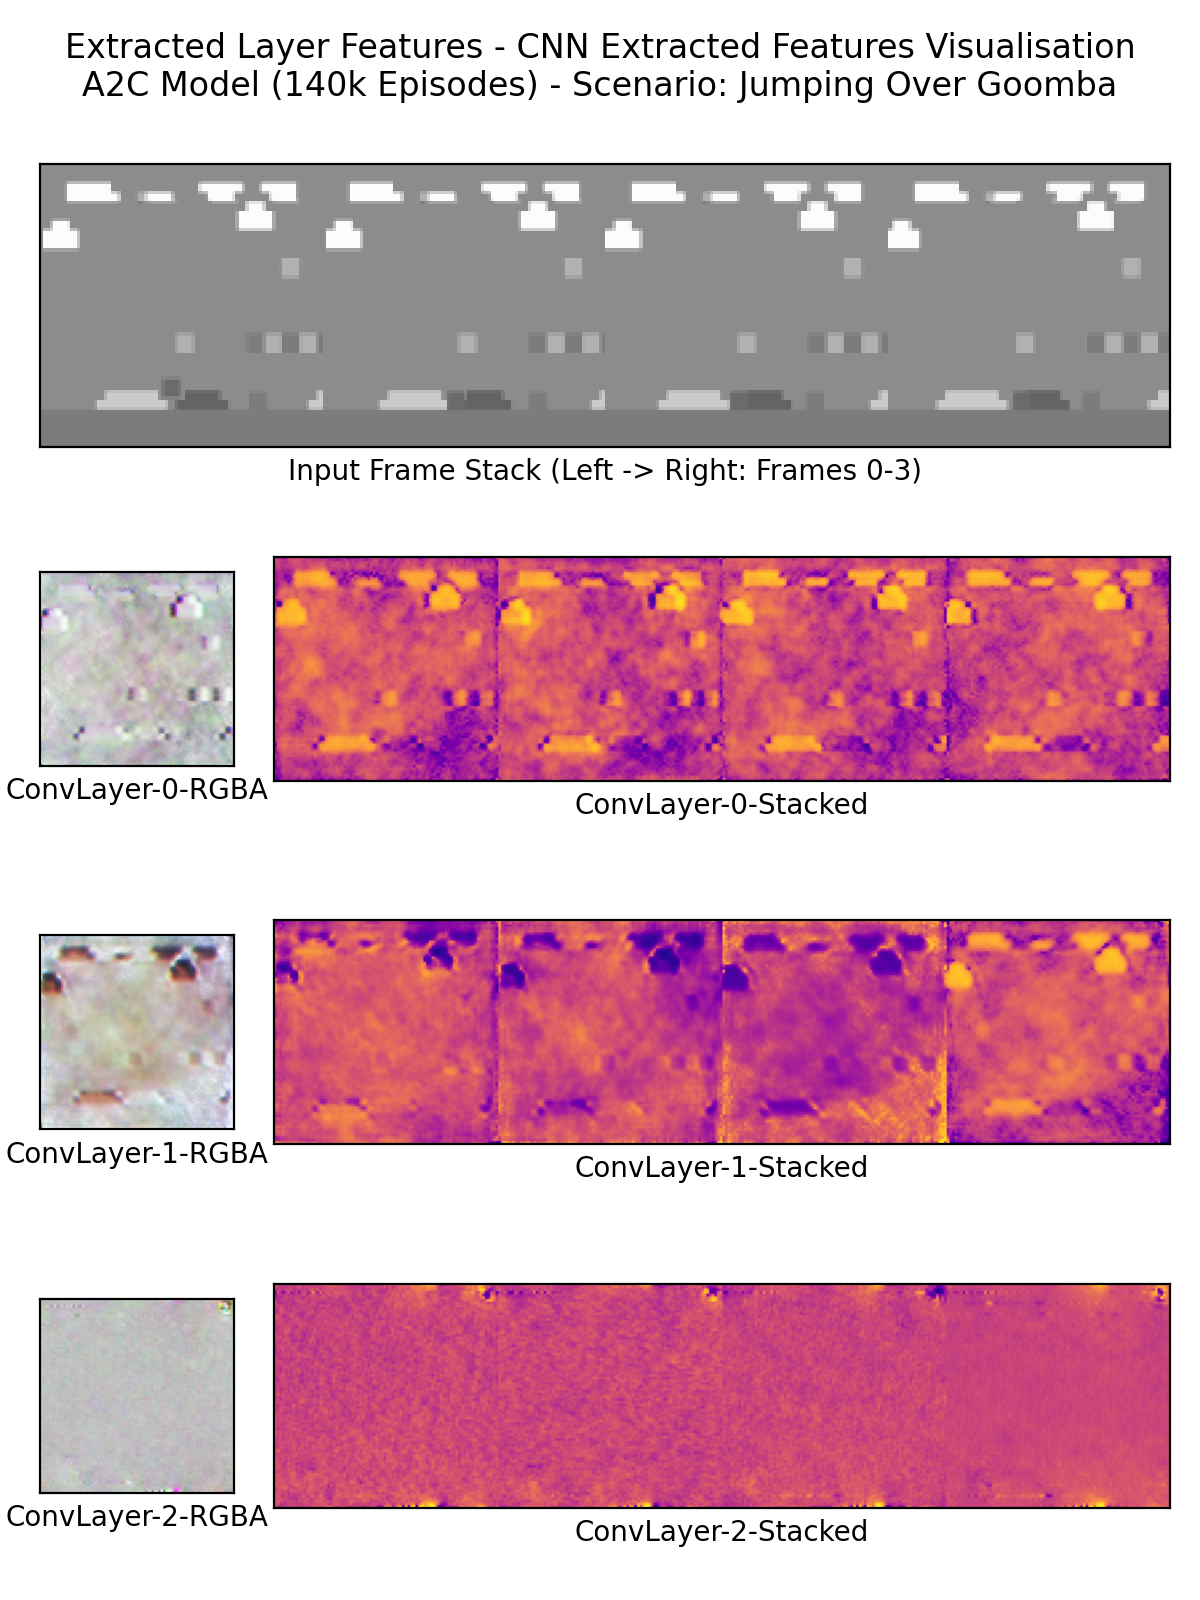 Extracted Layer Features - CNN Extracted Features Visualisation
A2C Model (140k Episodes) - Scenario: Jumping Over Goomba
Input Frame Stack (Left -> Right: Frames 0-3)
ConvLayer-0-RGBA
ConvLayer-0-Stacked
ConvLayer-1-RGBA
ConvLayer-1-Stacked
ConvLayer-2-RGBA
ConvLayer-2-Stacked